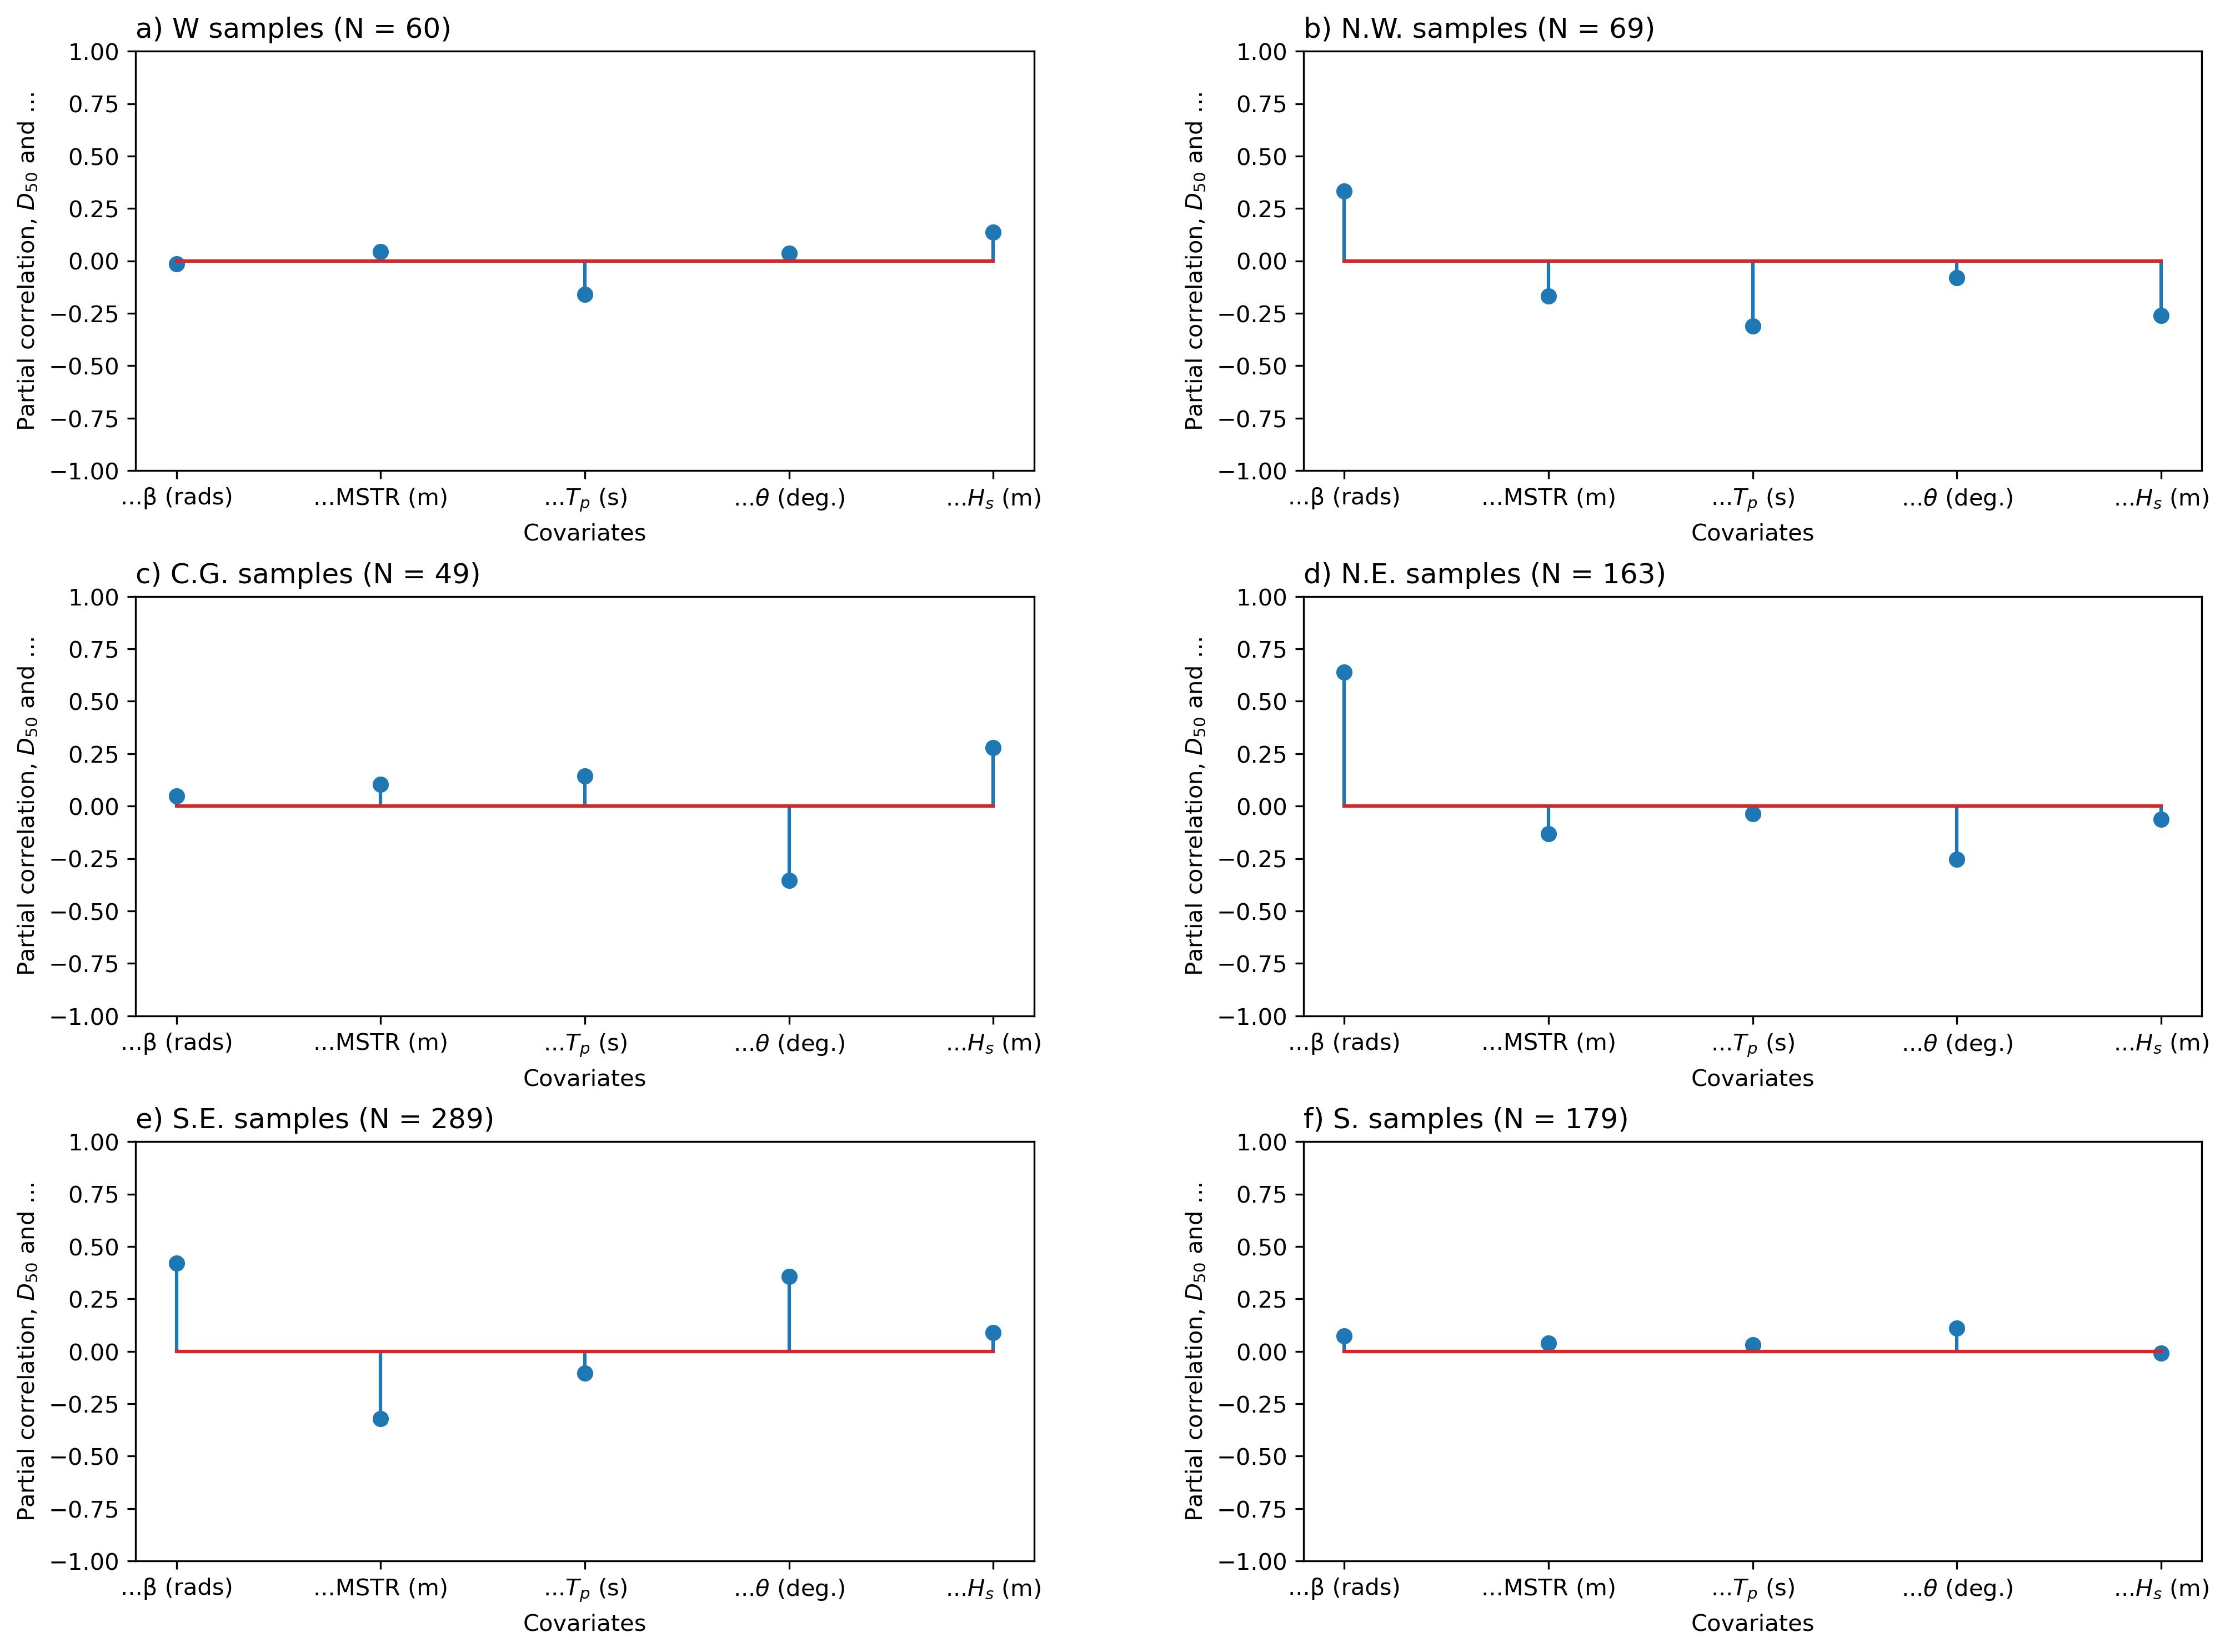 a) W samples (N = 60)
Partial correlation, D50 and ...
1.00
0.75
0.50
0.25
0.00
−0.25
−0.50
−0.75
−1.00
...β (rads) ...MSTR (m) ...Tp (s) ...θ (deg.) ...Hs (m)
Covariates
b) N.W. samples (N = 69)
Partial correlation, D50 and ...
1.00
0.75
0.50
0.25
0.00
−0.25
−0.50
−0.75
−1.00
...β (rads) ...MSTR (m) ...Tp (s) ...θ (deg.) ...Hs (m)
Covariates
c) C.G. samples (N = 49)
Partial correlation, D50 and ...
1.00
0.75
0.50
0.25
0.00
−0.25
−0.50
−0.75
−1.00
...β (rads) ...MSTR (m) ...Tp (s) ...θ (deg.) ...Hs (m)
Covariates
d) N.E. samples (N = 163)
Partial correlation, D50 and ...
1.00
0.75
0.50
0.25
0.00
−0.25
−0.50
−0.75
−1.00
...β (rads) ...MSTR (m) ...Tp (s) ...θ (deg.) ...Hs (m)
Covariates
e) S.E. samples (N = 289)
Partial correlation, D50 and ...
1.00
0.75
0.50
0.25
0.00
−0.25
−0.50
−0.75
−1.00
...β (rads) ...MSTR (m) ...Tp (s) ...θ (deg.) ...Hs (m)
Covariates
f) S. samples (N = 179)
Partial correlation, D50 and ...
1.00
0.75
0.50
0.25
0.00
−0.25
−0.50
−0.75
−1.00
...β (rads) ...MSTR (m) ...Tp (s) ...θ (deg.) ...Hs (m)
Covariates